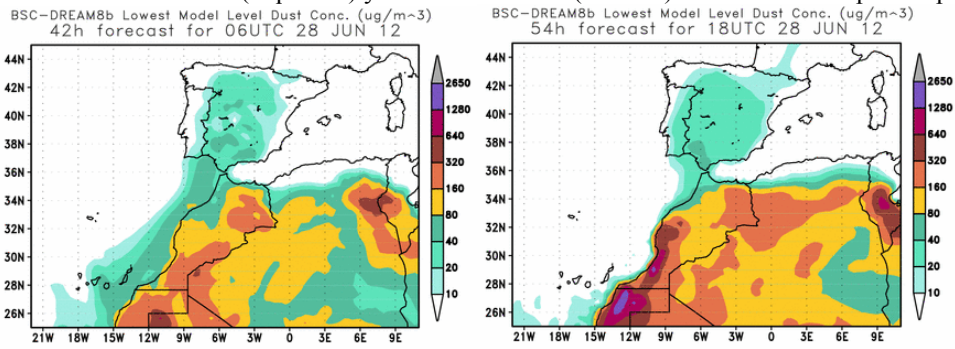 BSC-DREAM8b Lowest Model Level Dust Conc. (ug/m^3)
42h forecast for 06UTC 28 JUN 12
44N
42N
40N
38N
36N
34N
32N
30N
28N
26N
21W 18W 15W 12W 9W 6W 3W 0 3E 6E 9E
2650
1280
640
320
160
80
40
20
10
BSC-DREAM8b Lowest Model Level Dust Conc. (ug/m^3)
54h forecast for 18UTC 28 JUN 12
44N
42N
40N
38N
36N
34N
32N
30N
28N
26N
21W 18W 15W 12W 9W 6W 3W 0 3E 6E 9E
2650
1280
640
320
160
80
40
20
10